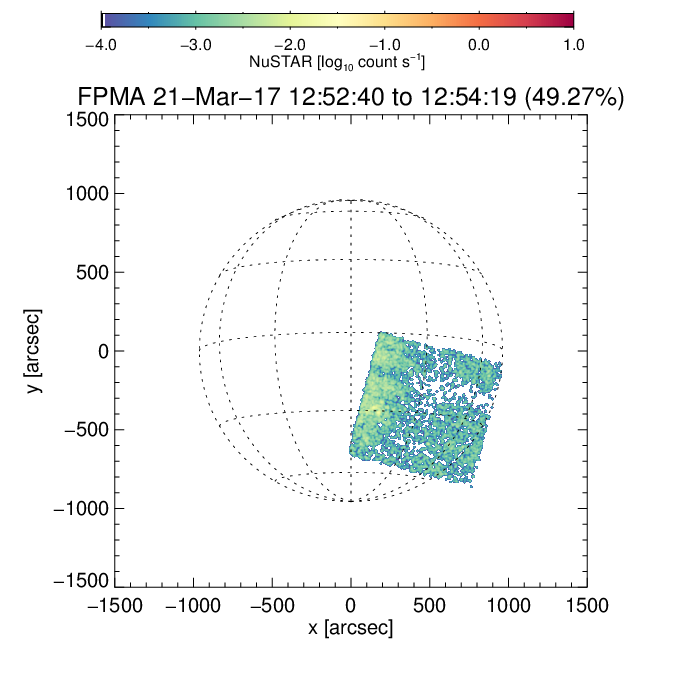 −4.0 −3.0 −2.0 −1.0 0.0 1.0
NuSTAR [log₁₀ count s⁻¹]
FPMA 21−Mar−17 12:52:40 to 12:54:19 (49.27%)
1500
1000
500
0
−500
−1000
−1500
y [arcsec]
−1500 −1000 −500 0 500 1000 1500
x [arcsec]